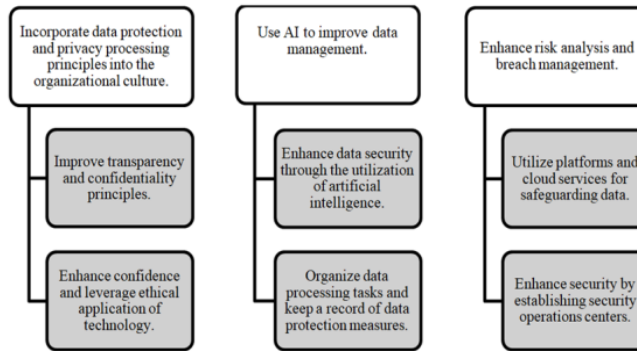 Incorporate data protection
and privacy processing
principles into the
organizational culture.
Improve transparency
and confidentiality
principles.
Enhance confidence
and leverage ethical
application of
technology.
Use AI to improve data
management.
Enhance data security
through the utilization
of artificial
intelligence.
Organize data
processing tasks and
keep a record of data
protection measures.
Enhance risk analysis and
breach management.
Utilize platforms and
cloud services for
safeguarding data.
Enhance security by
establishing security
operations centers.